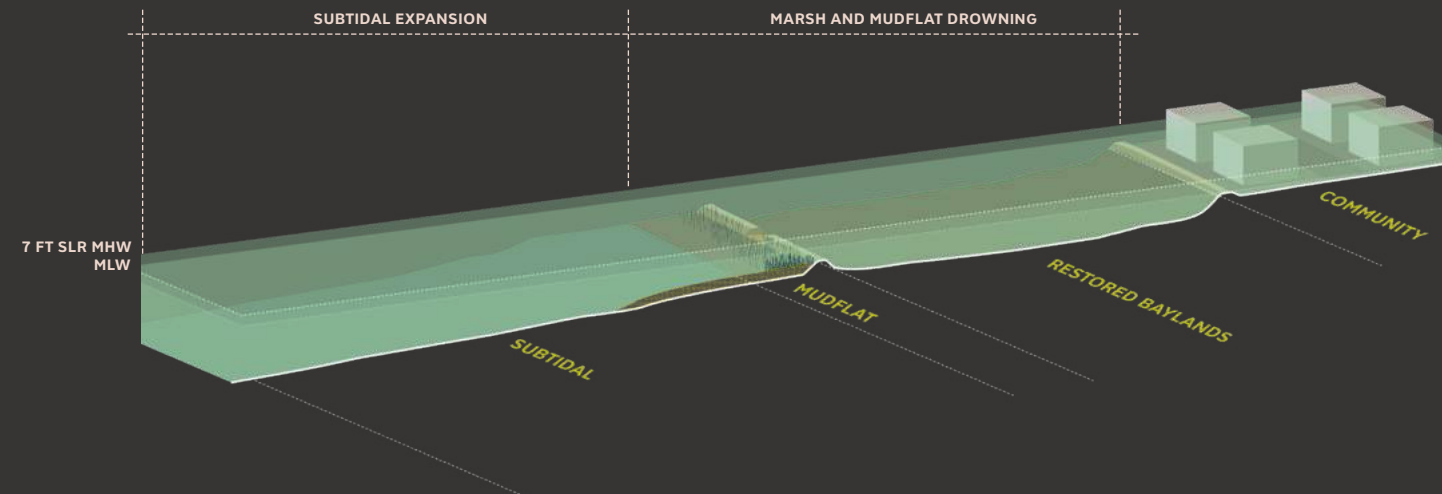 SUBTIDAL EXPANSION
MARSH AND MUDFLAT DROWNING
7 FT SLR MHW
MLW
SUBTIDAL
MUDFLAT
RESTORED BAYLANDS
COMMUNITY